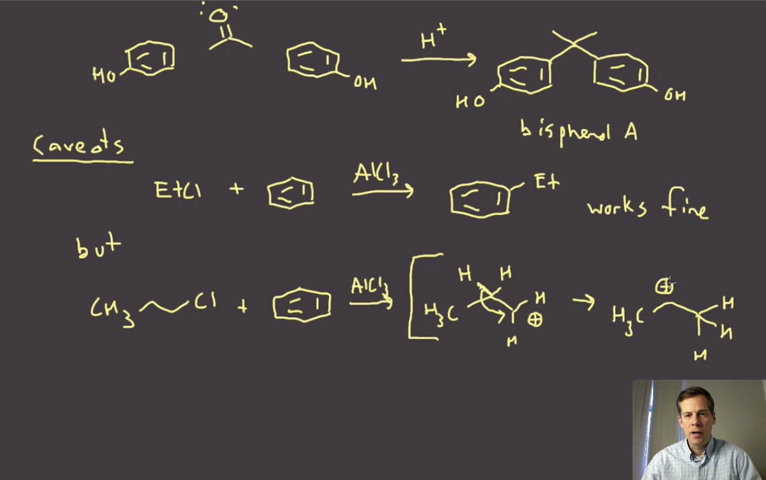 :O:
H+
HO OH
HO OH
bisphenol A
Caveats
EtCl + AlCl3 Et
works fine
but
CH3 Cl + AlCl3 [ H H H3C H ⊕ H → H3C ⊕ H H H